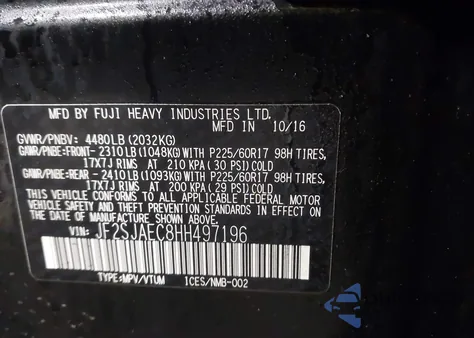 MFD BY FUJI HEAVY INDUSTRIES LTD.
MFD IN 10/16
GVWR/PNBV: 4480LB (2032KG)
GAWR/PNBE-FRONT- 2310LB (1048KG) WITH P225/60R17 98H TIRES,
17X7J RIMS AT 210 KPA (30 PSI) COLD
GAWR/PNBE-REAR - 2410LB (1093KG) WITH P225/60R17 98H TIRES,
17X7J RIMS AT 200 KPA (29 PSI) COLD
THIS VEHICLE CONFORMS TO ALL APPLICABLE FEDERAL MOTOR
VEHICLE SAFETY AND THEFT PREVENTION STANDARDS IN
EFFECT ON THE DATE OF MANUFACTURE SHOWN ABOVE.
VIN: JF2SJAEC8HH497196
TYPE:MPV/VTUM 1CES/NMB-002